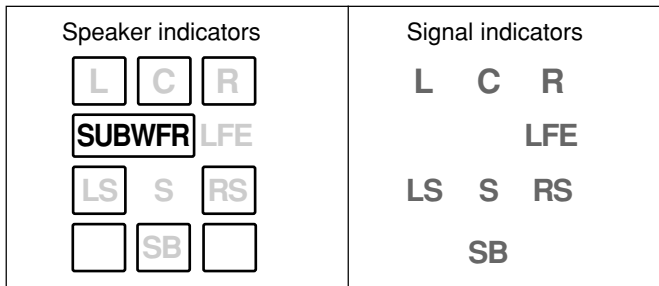 Speaker indicators
L C R
SUBWFR LFE
LS S RS
SB
Signal indicators
L C R
LFE
LS S RS
SB